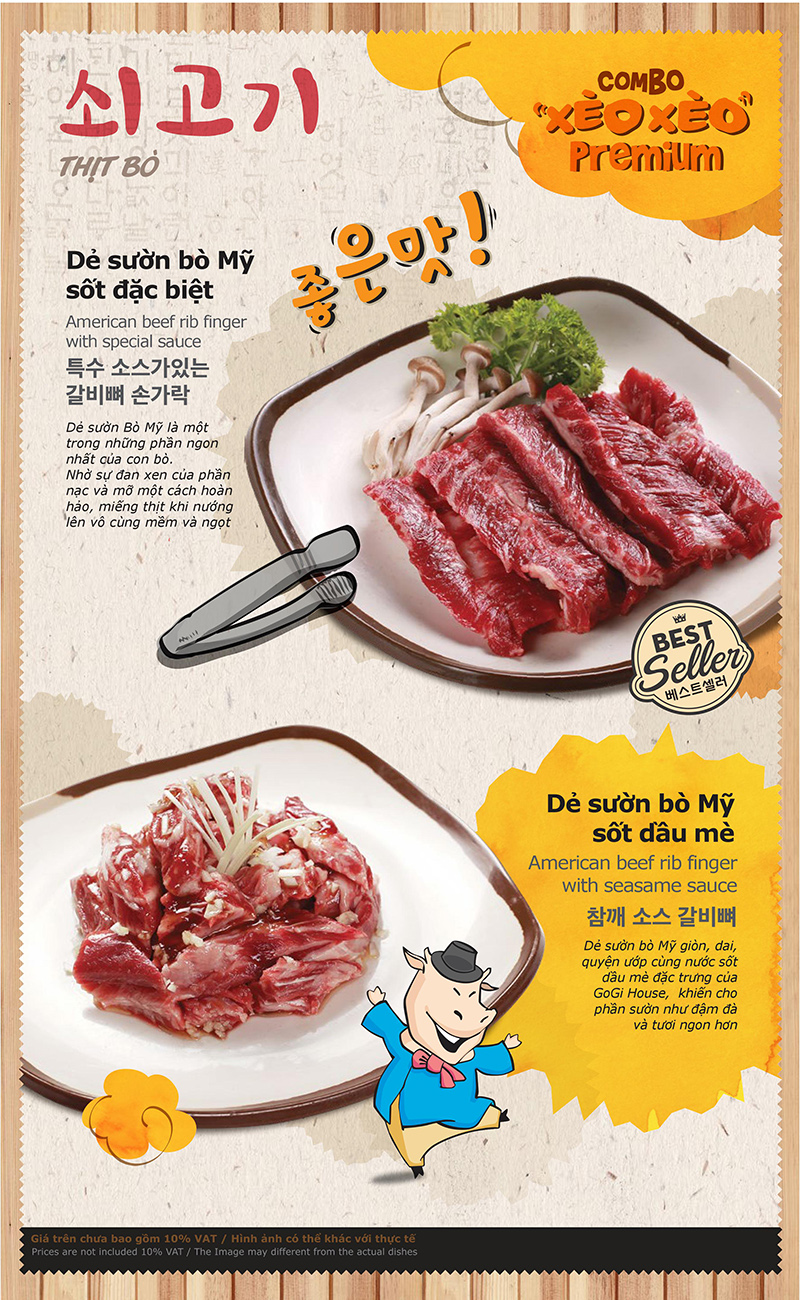 쇠고기
THỊT BÒ
COMBO
"XÈO XÈO"
Premium
좋은맛!
Dẻ sườn bò Mỹ
sốt đặc biệt
American beef rib finger
with special sauce
특수 소스가있는
갈비뼈 손가락
Dẻ sườn Bò Mỹ là một
trong những phần ngon
nhất của con bò.
Nhờ sự đan xen của phần
nạc và mỡ một cách hoàn
hảo, miếng thịt khi nướng
lên vô cùng mềm và ngọt
BEST
Seller
베스트셀러
Dẻ sườn bò Mỹ
sốt dầu mè
American beef rib finger
with seasame sauce
참깨 소스 갈비뼈
Dẻ sườn bò Mỹ giòn, dai,
quyện ướp cùng nước sốt
dầu mè đặc trưng của
GoGi House, khiến cho
phần sườn như đậm đà
và tươi ngon hơn
Giá trên chưa bao gồm 10% VAT / Hình ảnh có thể khác với thực tế
Prices are not included 10% VAT / The Image may different from the actual dishes